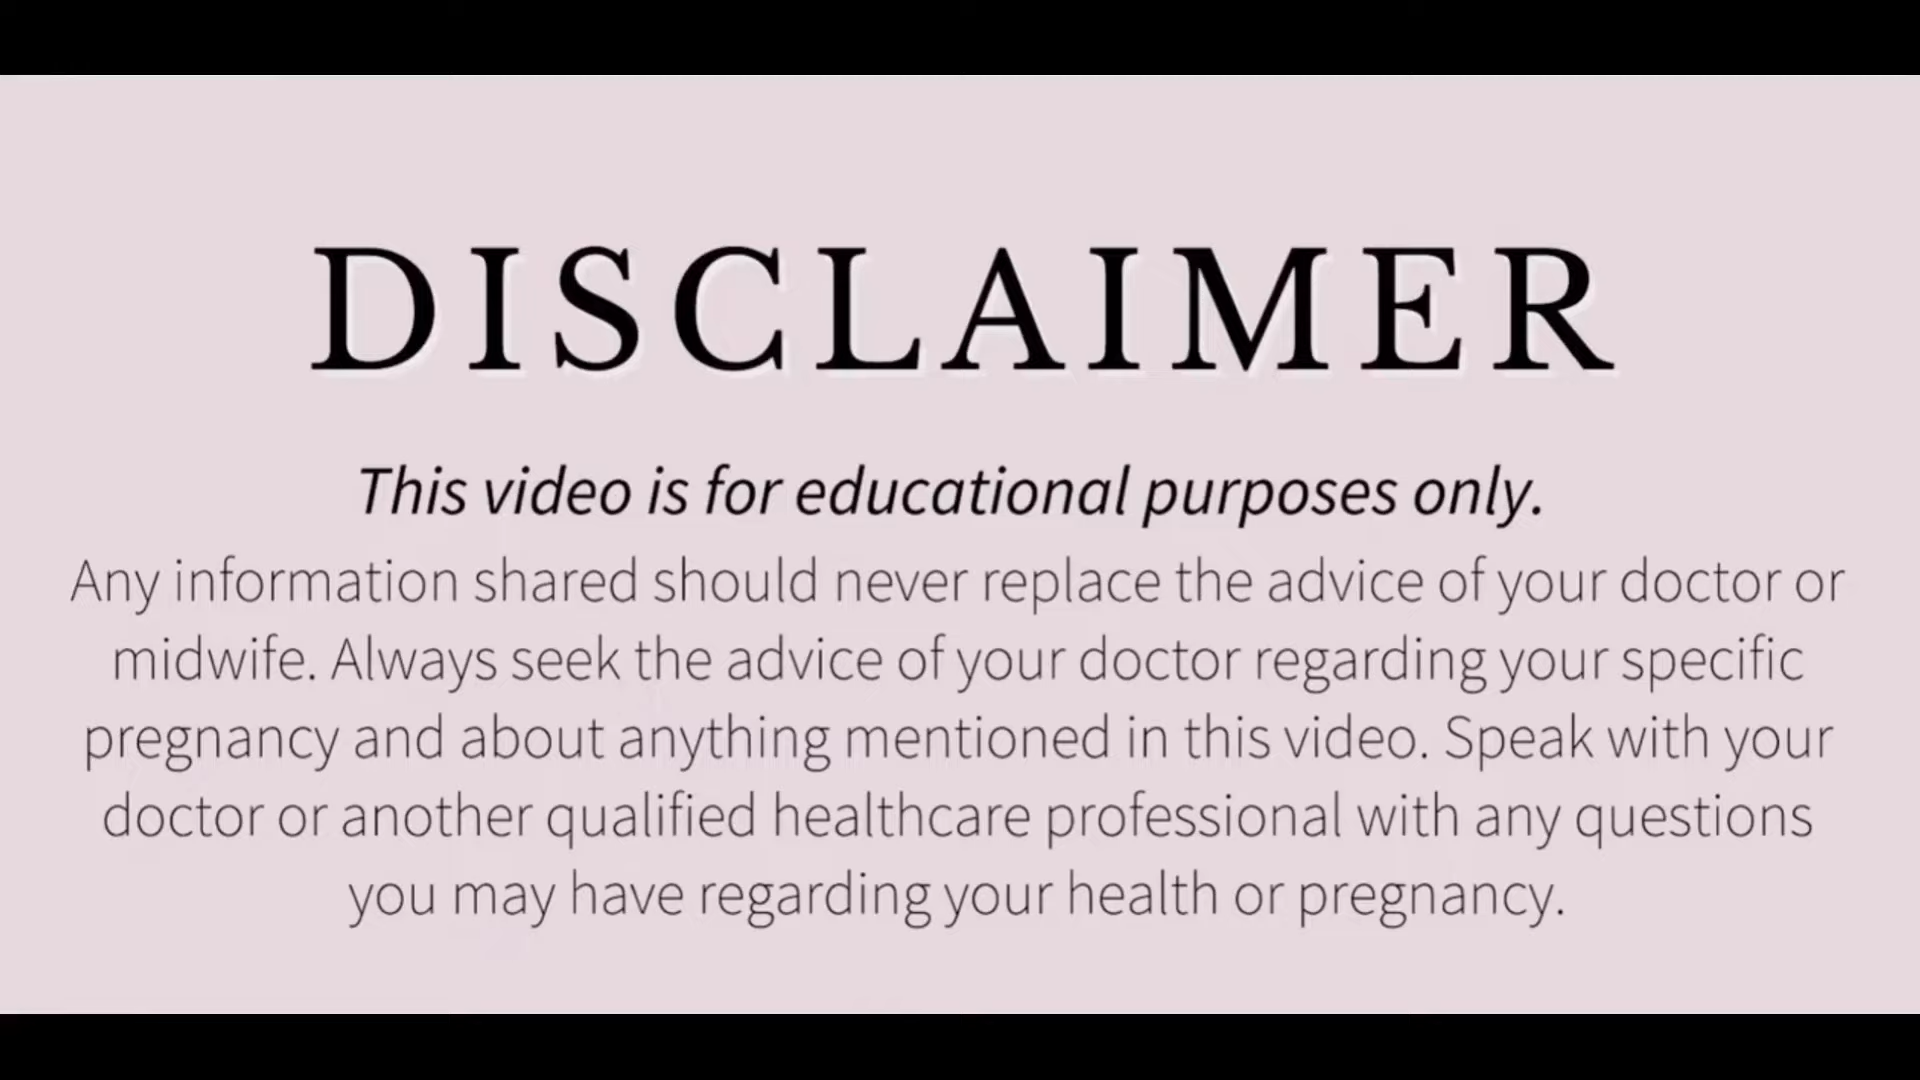 DISCLAIMER
This video is for educational purposes only.
Any information shared should never replace the advice of your doctor or
midwife. Always seek the advice of your doctor regarding your specific
pregnancy and about anything mentioned in this video. Speak with your
doctor or another qualified healthcare professional with any questions
you may have regarding your health or pregnancy.